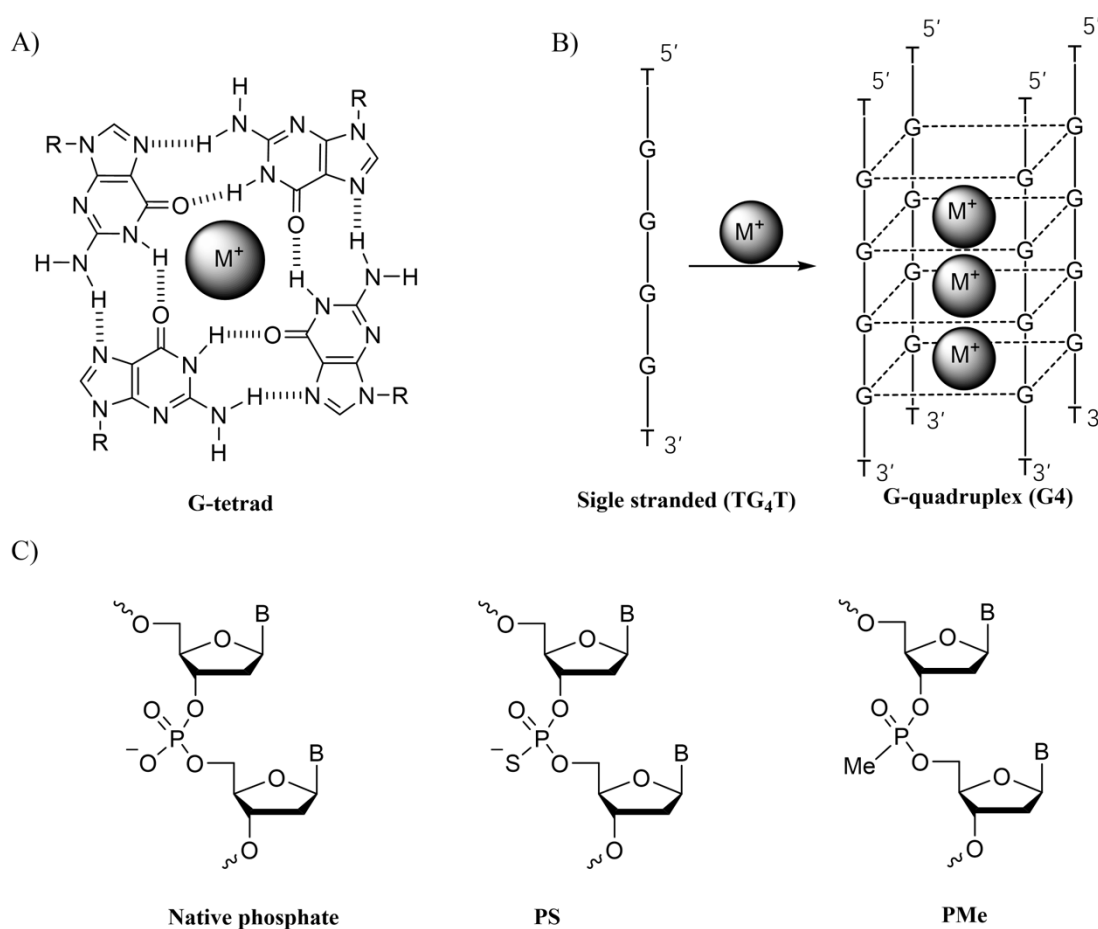 A)
B)
H
R
N
N
N
R
N
N
H
H
N
N
N
O
O
H
M+
N
N
H
H
H
N
H
H
N
H
N
H
O
N
H
O
N
N
N
H
N
H
N
N
N
N
N
N
R
H
R
G-tetrad
5′
T
G
G
G
G
T
3′
M+
5′
5′
T
T
5′
5′
T
T
G
G
G
G
G
G
M+
G
G
G
G
M+
G
G
G
G
M+
G
G
T
3′
T
3′
T
3′
T
3′
Sigle stranded (TG4T)
G-quadruplex (G4)
C)
O
O
B
O
O
P
−
O
O
O
B
O
Native phosphate
O
O
B
O
O
P
−
S
O
O
B
O
PS
O
O
B
O
O
P
Me
O
O
B
O
PMe